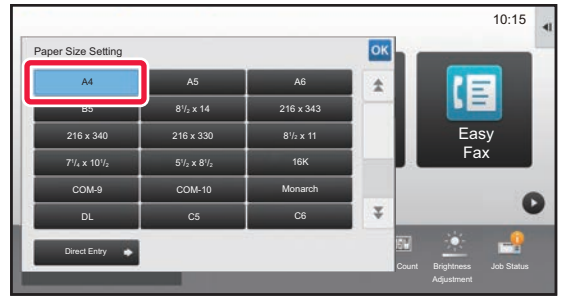 10:15
Paper Size Setting
OK
A4
A5
A6
B5
8¹/₂ x 14
216 x 343
216 x 340
216 x 330
8¹/₂ x 11
7¹/₄ x 10¹/₂
5¹/₂ x 8¹/₂
16K
COM-9
COM-10
Monarch
DL
C5
C6
Direct Entry
Easy
Fax
Count
Brightness
Adjustment
Job Status